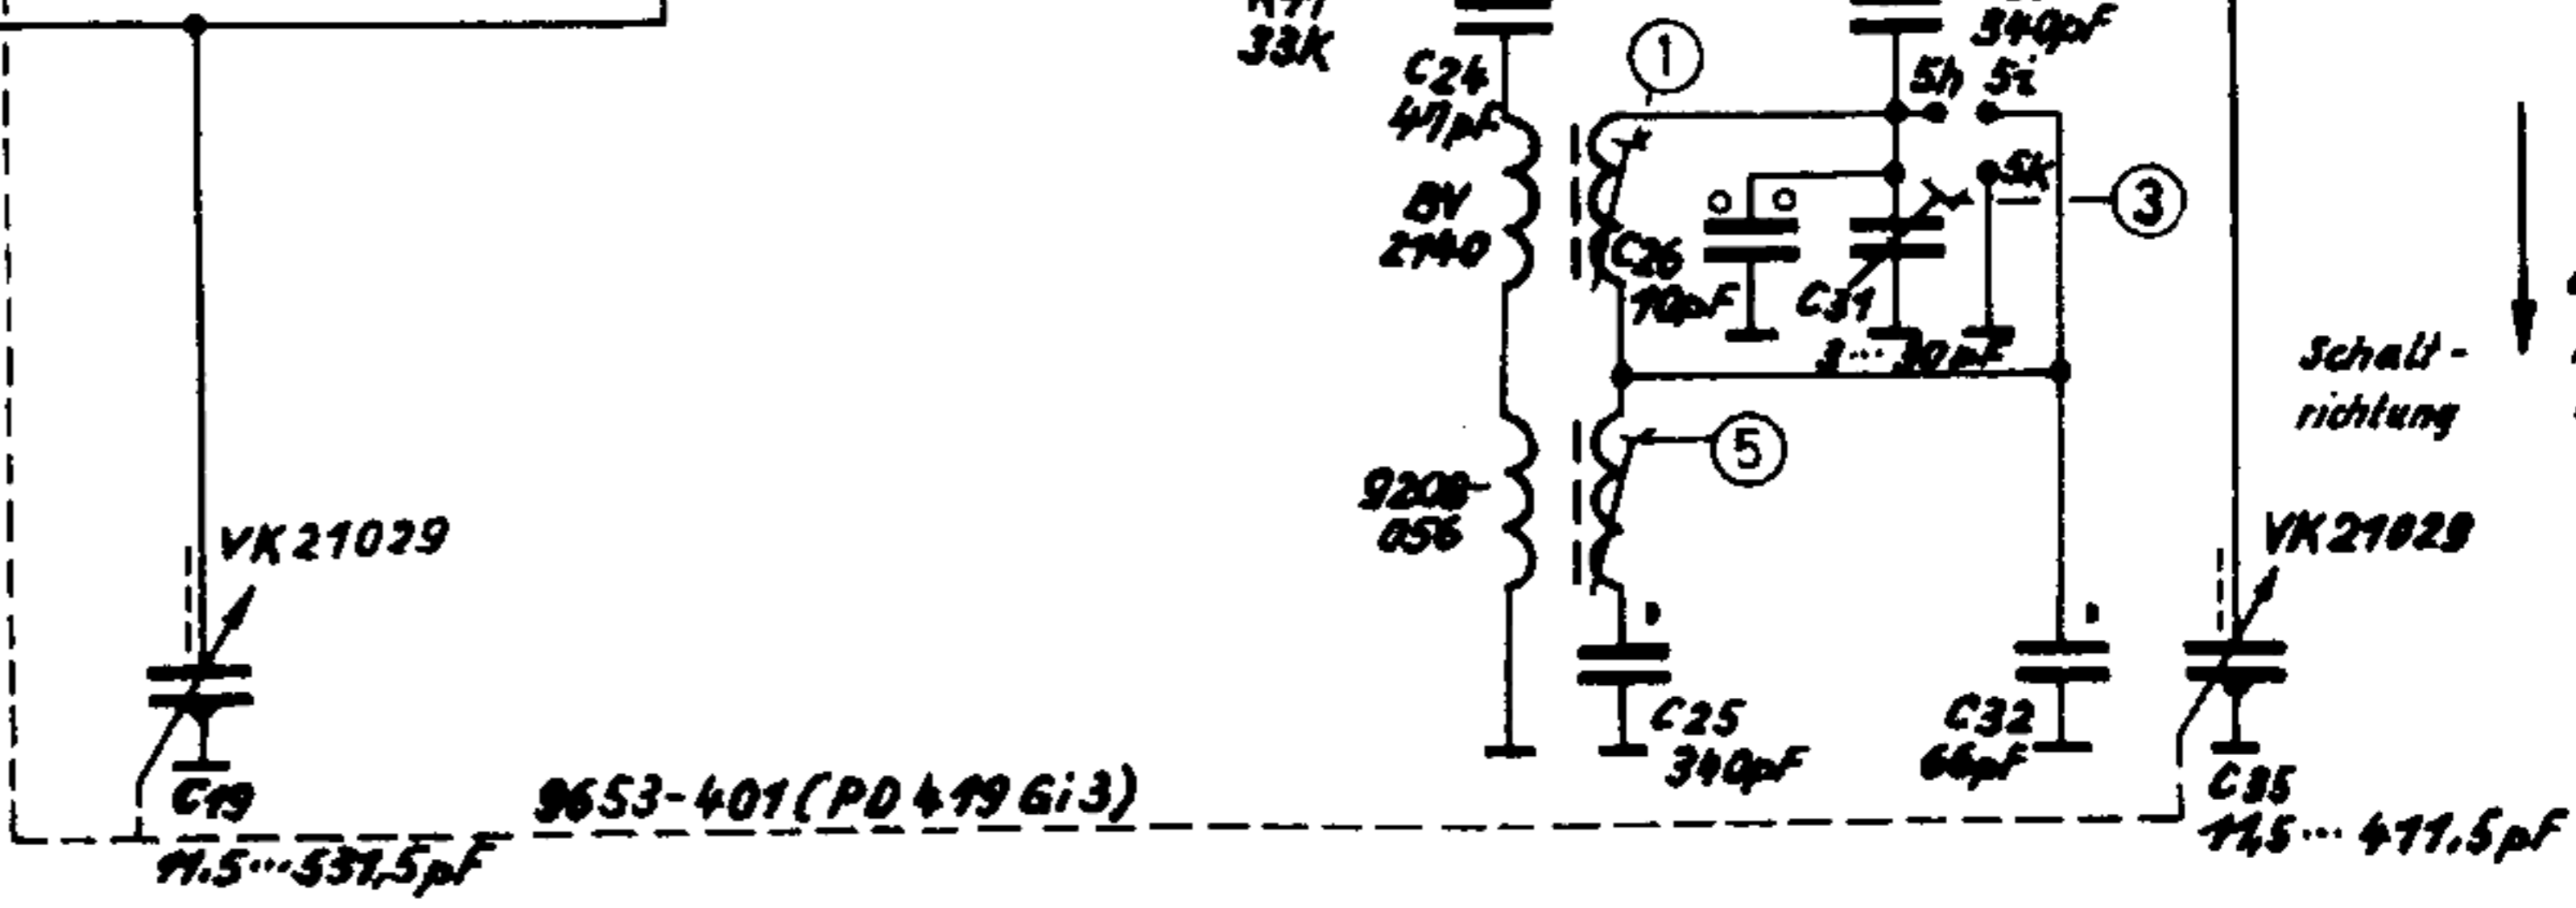 33K
340pF
1
C24
47pF
5h 5i
5K
3
BV
2140
C26
10pF
C31
3...30pF
Schalt-
richtung
5
9208-
056
VK21029
VK21029
C25
340pF
C32
66pF
C19
9653-401(PD 419 Gi3)
C35
11.5...531,5pF
11,5...411.5pF